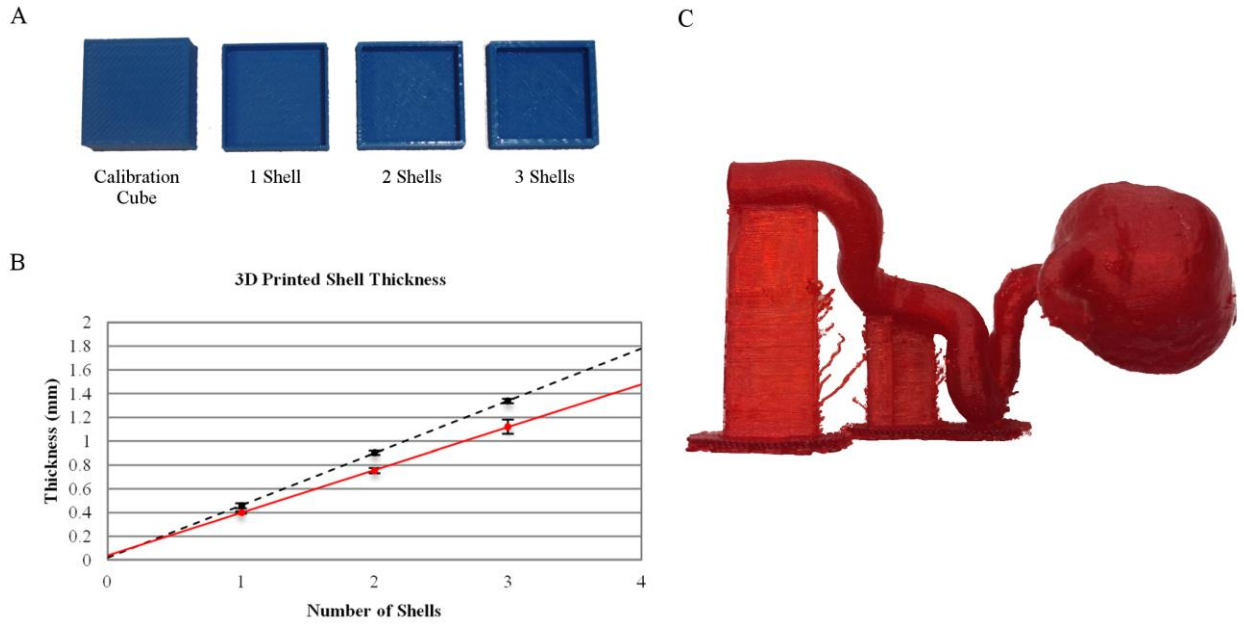 A
Calibration
Cube
1 Shell
2 Shells
3 Shells
B
3D Printed Shell Thickness
Thickness (mm)
2
1.8
1.6
1.4
1.2
1
0.8
0.6
0.4
0.2
0
0 1 2 3 4
Number of Shells
C